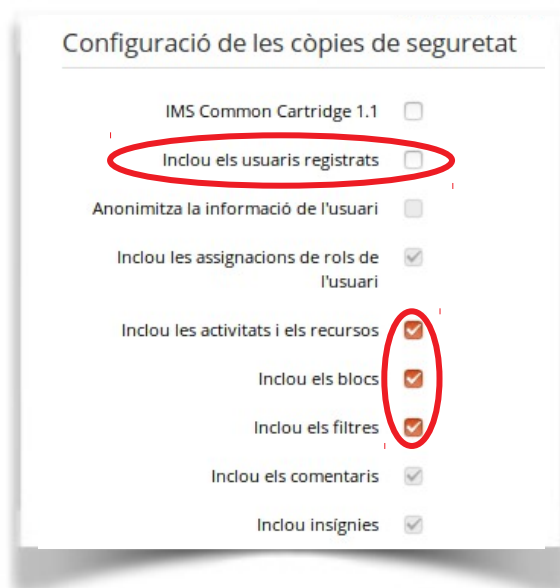 Configuració de les còpies de seguretat
IMS Common Cartridge 1.1
Inclou els usuaris registrats
Anonimitza la informació de l'usuari
Inclou les assignacions de rols de
l'usuari
Inclou les activitats i els recursos
Inclou els blocs
Inclou els filtres
Inclou els comentaris
Inclou insígnies